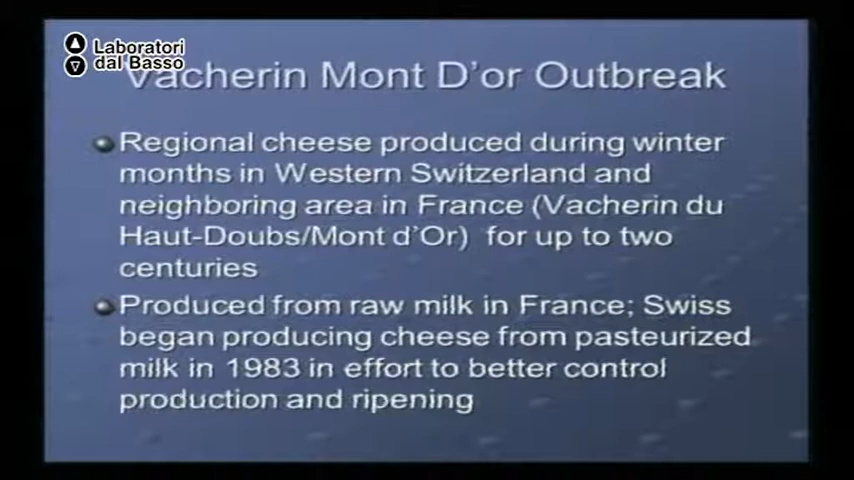 Laboratori
dal Basso
Vacherin Mont D'or Outbreak
Regional cheese produced during winter
months in Western Switzerland and
neighboring area in France (Vacherin du
Haut-Doubs/Mont d'Or) for up to two
centuries
Produced from raw milk in France; Swiss
began producing cheese from pasteurized
milk in 1983 in effort to better control
production and ripening